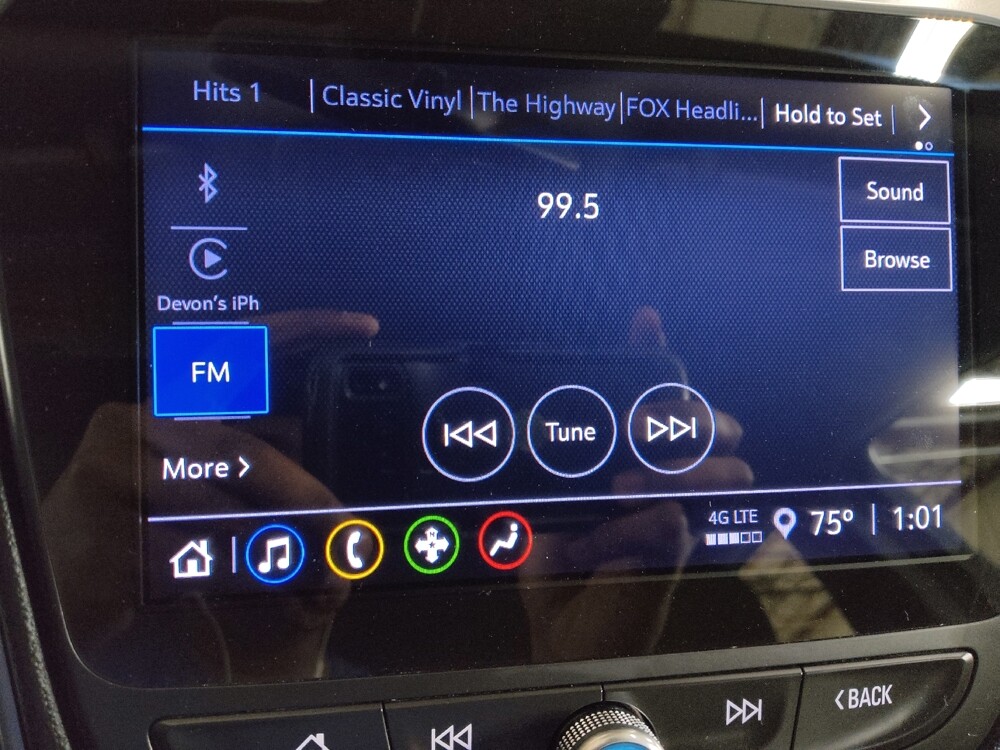 Hits 1 Classic Vinyl The Highway FOX Headli... Hold to Set
Sound
99.5
Browse
Devon's iPh
FM
Tune
More
4G LTE 75° 1:01
N
BACK